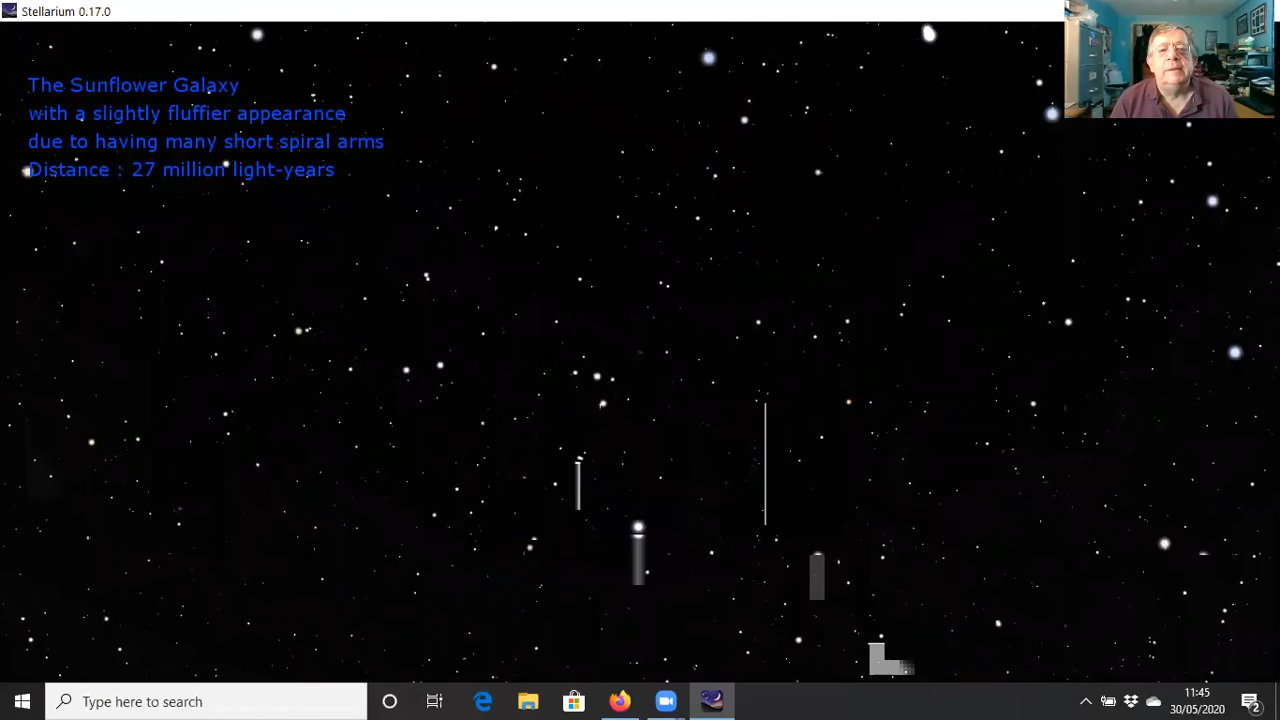 Stellarium 0.17.0
The Sunflower Galaxy
with a slightly fluffier appearance
due to having many short spiral arms
Distance : 27 million light-years
Type here to search
11:45
30/05/2020
2